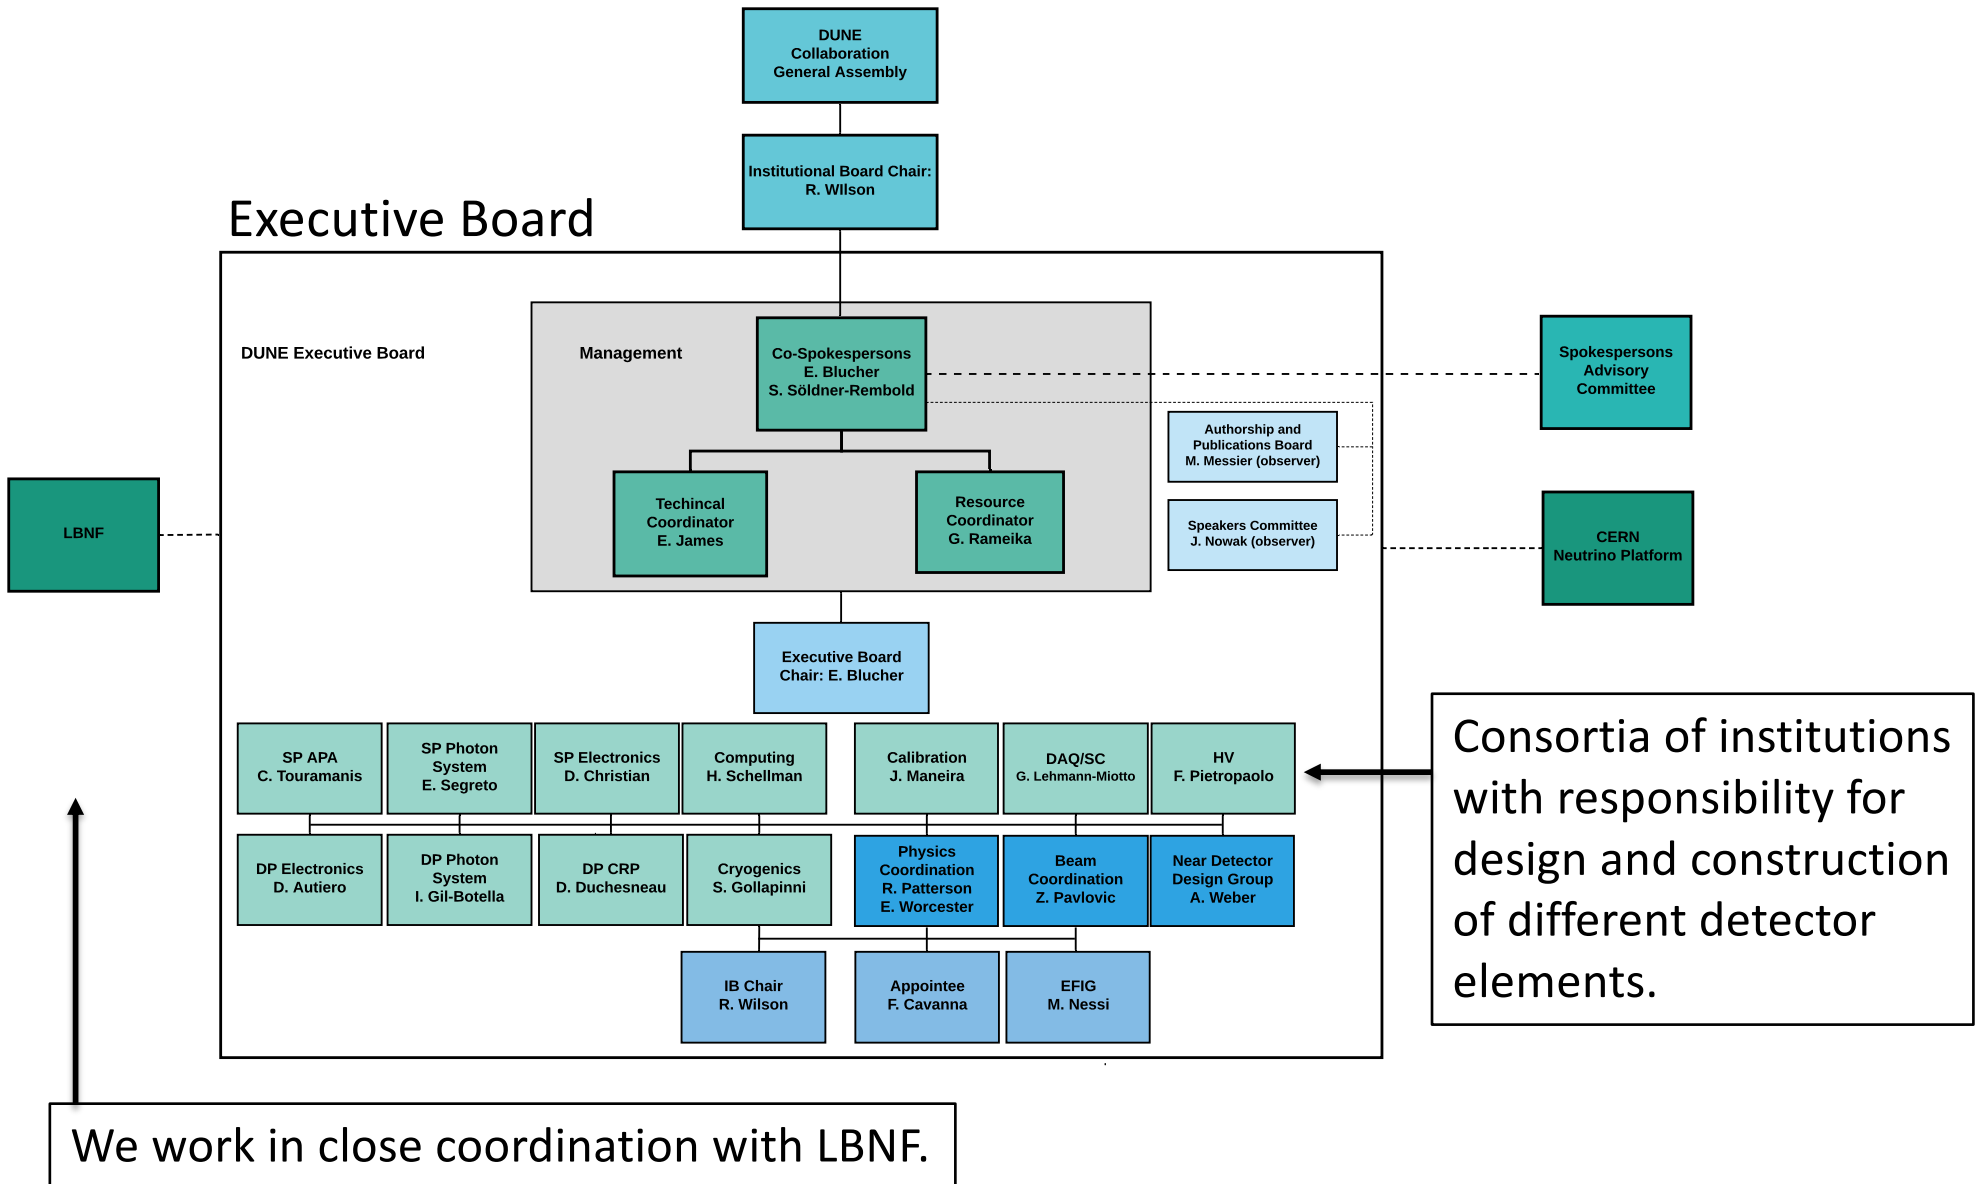 DUNE
Collaboration
General Assembly
Institutional Board Chair:
R. WIlson
Executive Board
DUNE Executive Board
Management
Co-Spokespersons
E. Blucher
S. Söldner-Rembold
Spokespersons
Advisory
Committee
Authorship and
Publications Board
M. Messier (observer)
Techincal
Coordinator
E. James
Resource
Coordinator
G. Rameika
Speakers Committee
J. Nowak (observer)
LBNF
CERN
Neutrino Platform
Executive Board
Chair: E. Blucher
SP APA
C. Touramanis
SP Photon
System
E. Segreto
SP Electronics
D. Christian
Computing
H. Schellman
Calibration
J. Maneira
DAQ/SC
G. Lehmann-Miotto
HV
F. Pietropaolo
Consortia of institutions
with responsibility for
design and construction
of different detector
elements.
DP Electronics
D. Autiero
DP Photon
System
I. Gil-Botella
DP CRP
D. Duchesneau
Cryogenics
S. Gollapinni
Physics
Coordination
R. Patterson
E. Worcester
Beam
Coordination
Z. Pavlovic
Near Detector
Design Group
A. Weber
IB Chair
R. Wilson
Appointee
F. Cavanna
EFIG
M. Nessi
We work in close coordination with LBNF.